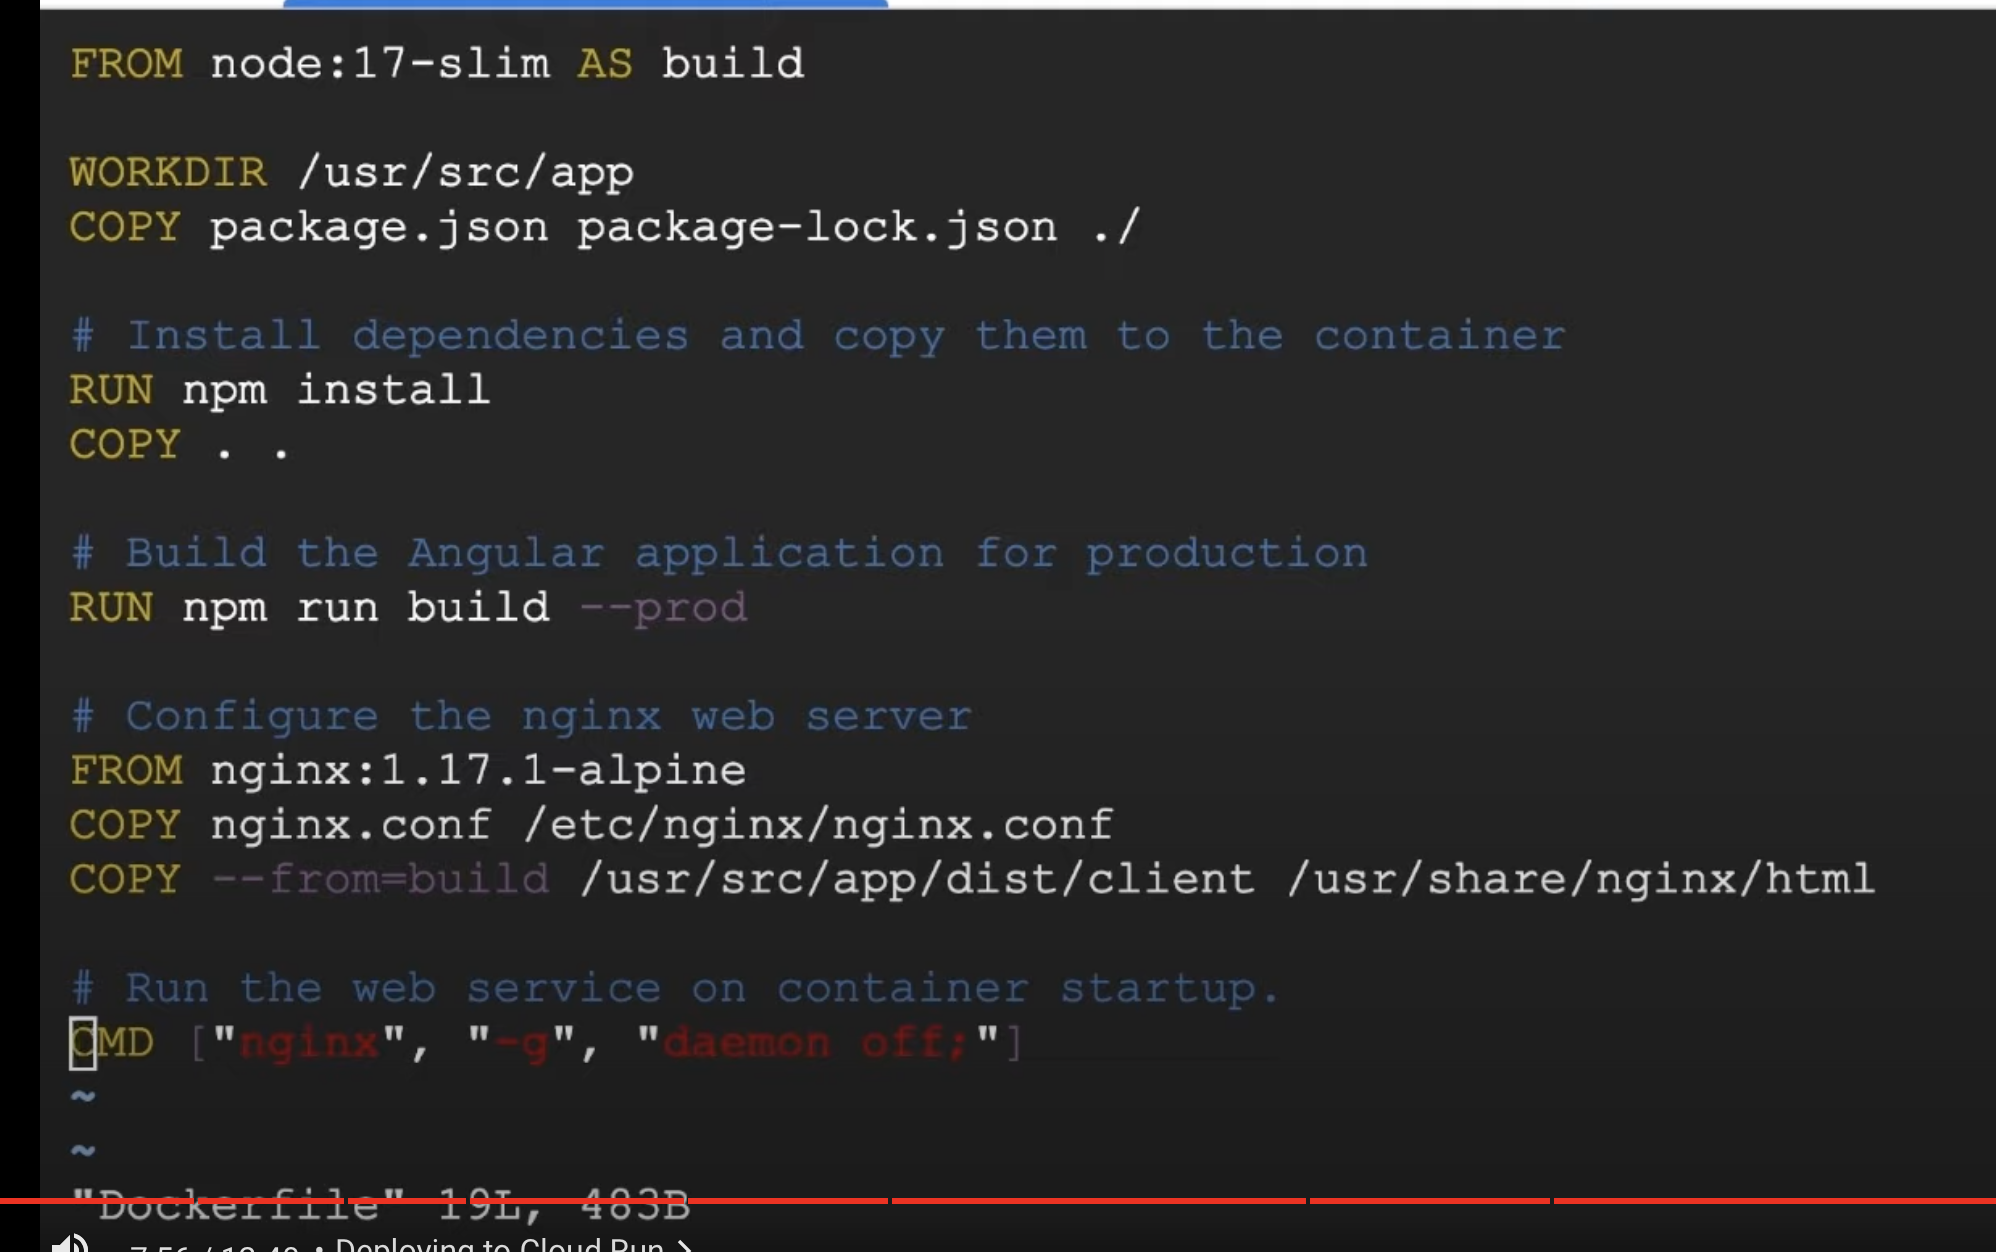 FROM node:17-slim AS build
WORKDIR /usr/src/app
COPY package.json package-lock.json ./
# Install dependencies and copy them to the container
RUN npm install
COPY . .
# Build the Angular application for production
RUN npm run build --prod
# Configure the nginx web server
FROM nginx:1.17.1-alpine
COPY nginx.conf /etc/nginx/nginx.conf
COPY --from=build /usr/src/app/dist/client /usr/share/nginx/html
# Run the web service on container startup.
CMD ["nginx", "-g", "daemon off;"]
~
~
"Dockerfile" 19L, 483B
• Deploying to Cloud Run >